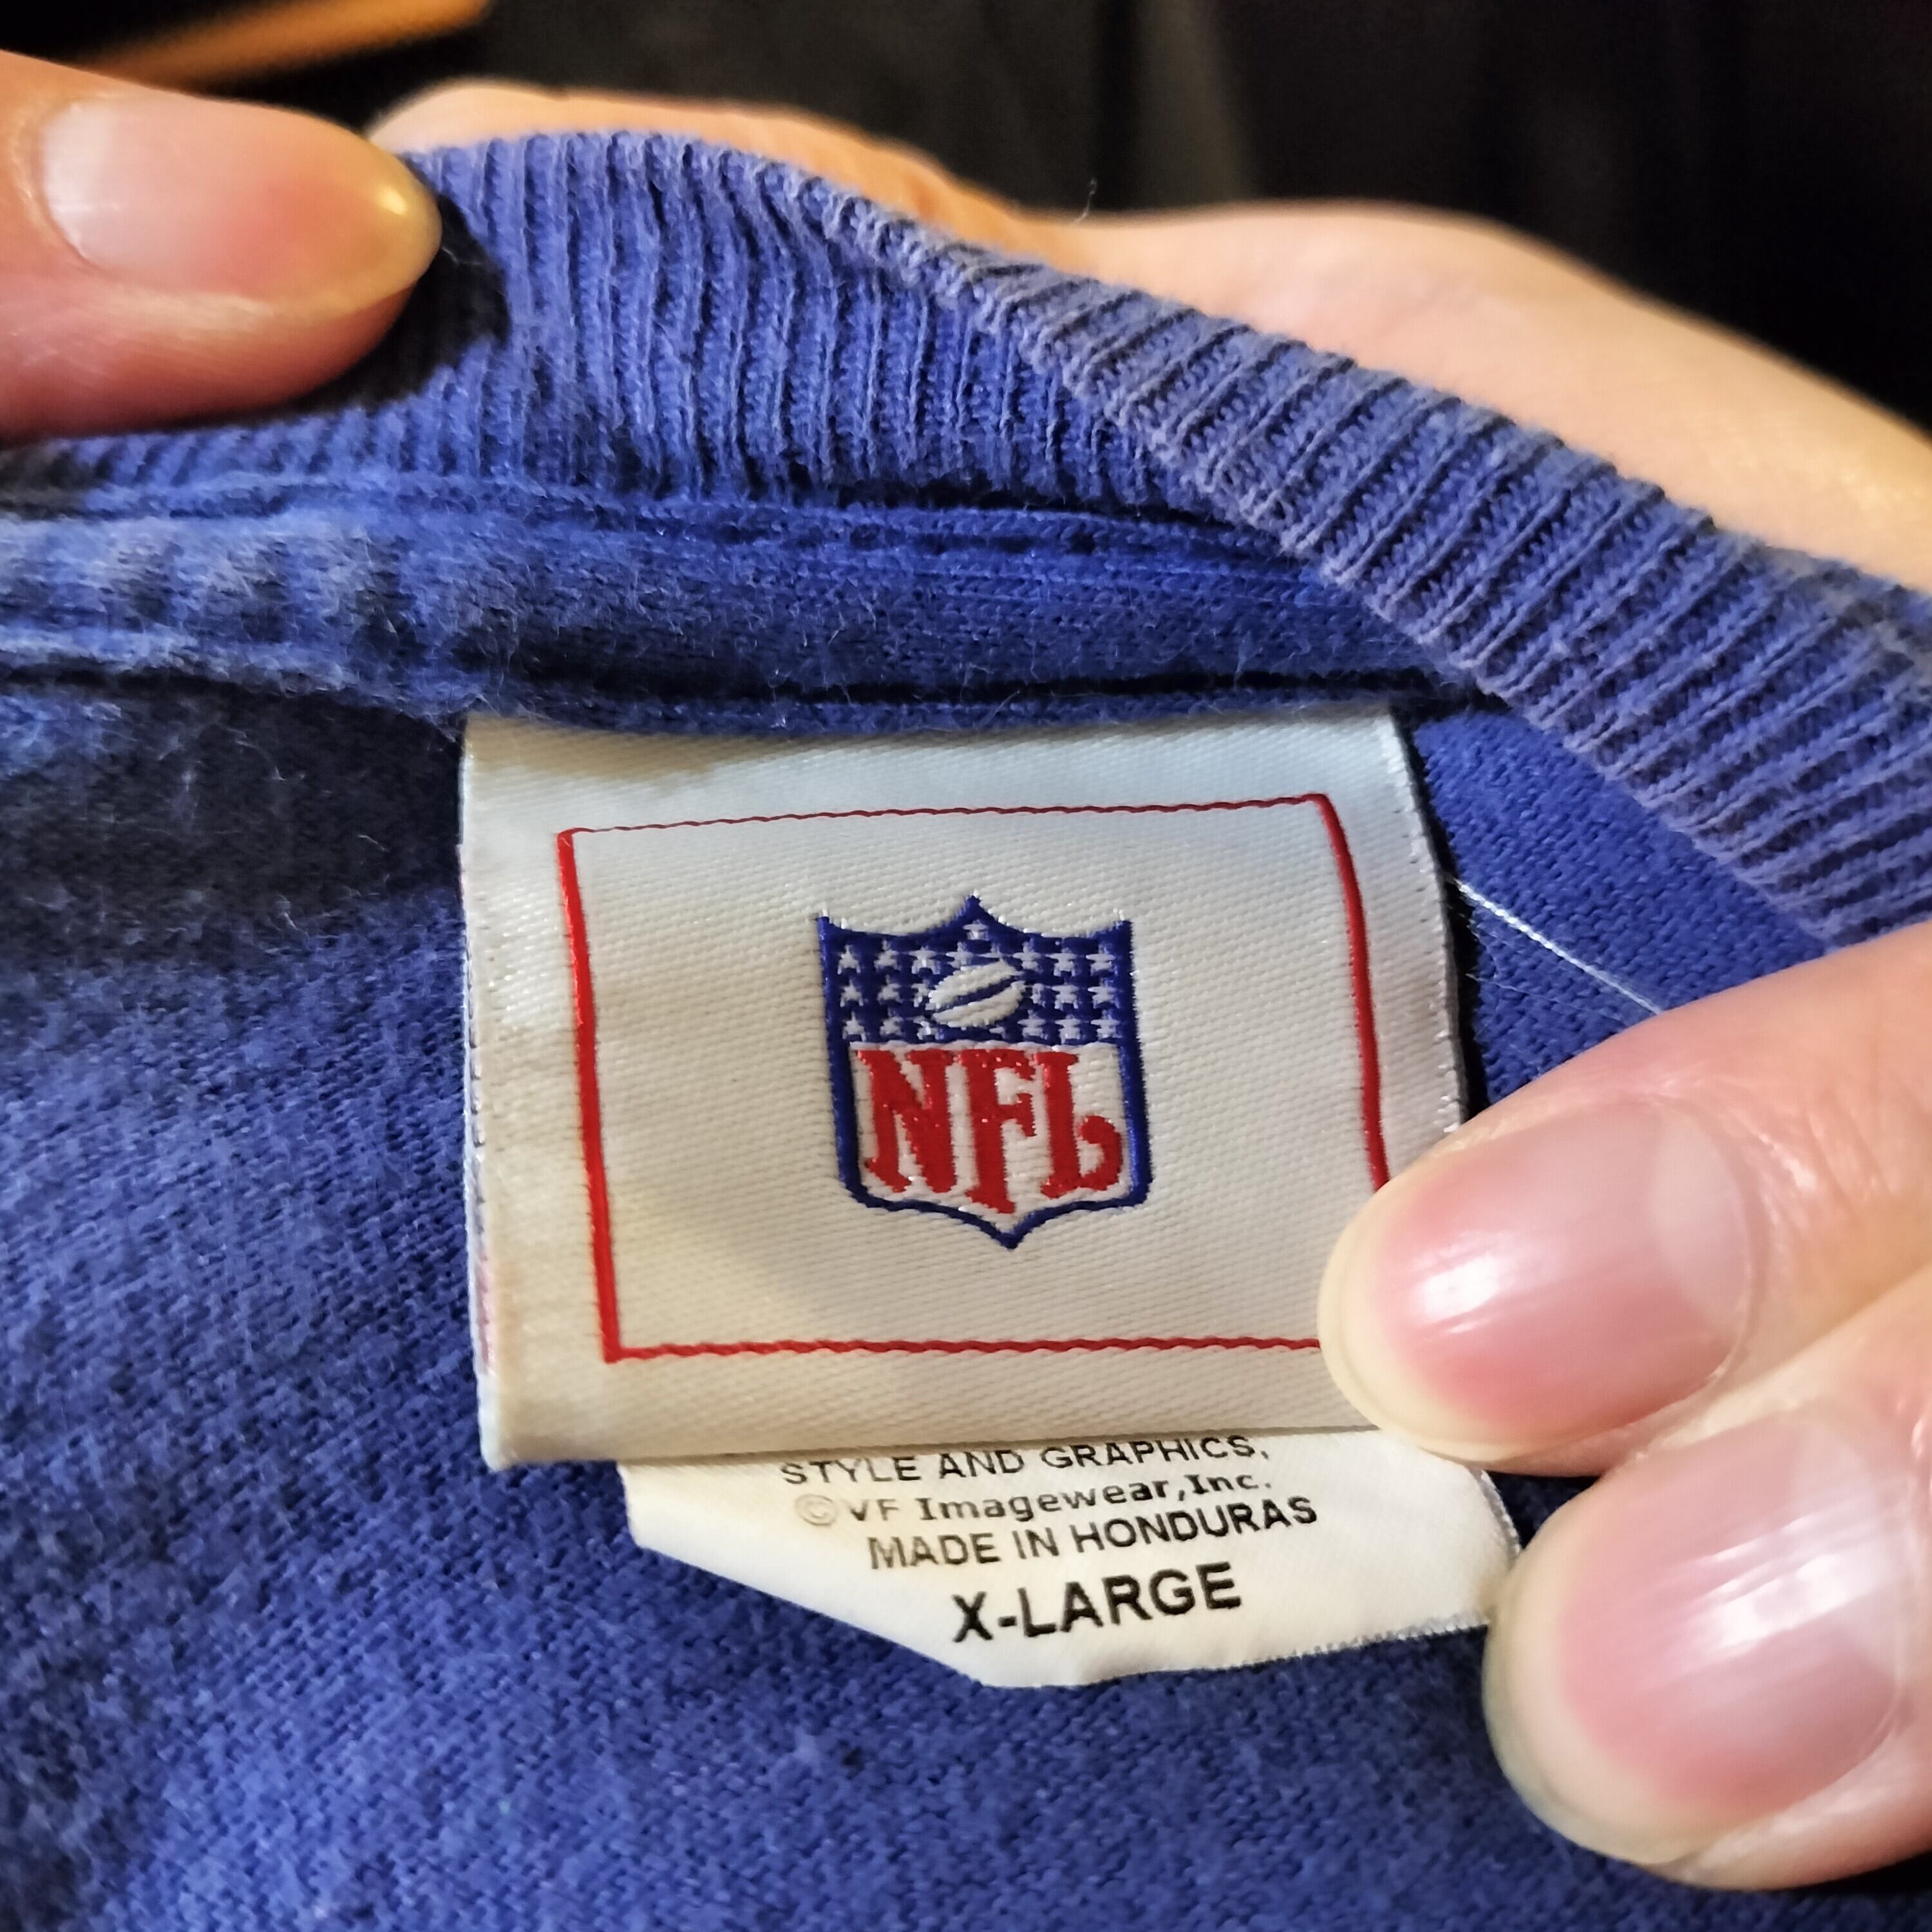 NFL
STYLE AND GRAPHICS,
©VF Imagewear,Inc.
MADE IN HONDURAS
X-LARGE